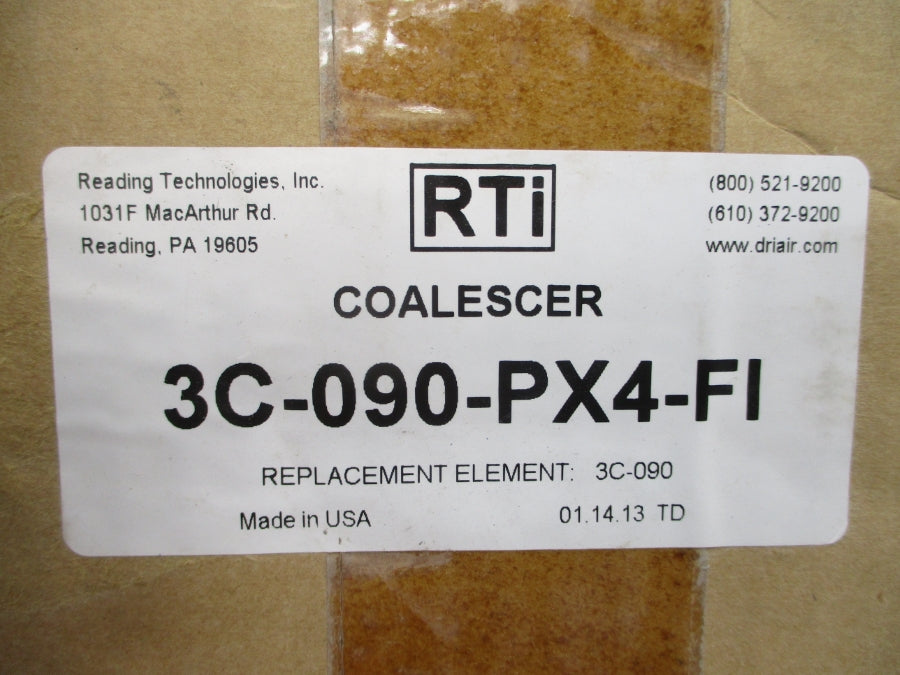 Reading Technologies, Inc.
1031F MacArthur Rd.
Reading, PA 19605
RTi
(800) 521-9200
(610) 372-9200
www.driair.com
COALESCER
3C-090-PX4-FI
REPLACEMENT ELEMENT: 3C-090
Made in USA 01.14.13 TD